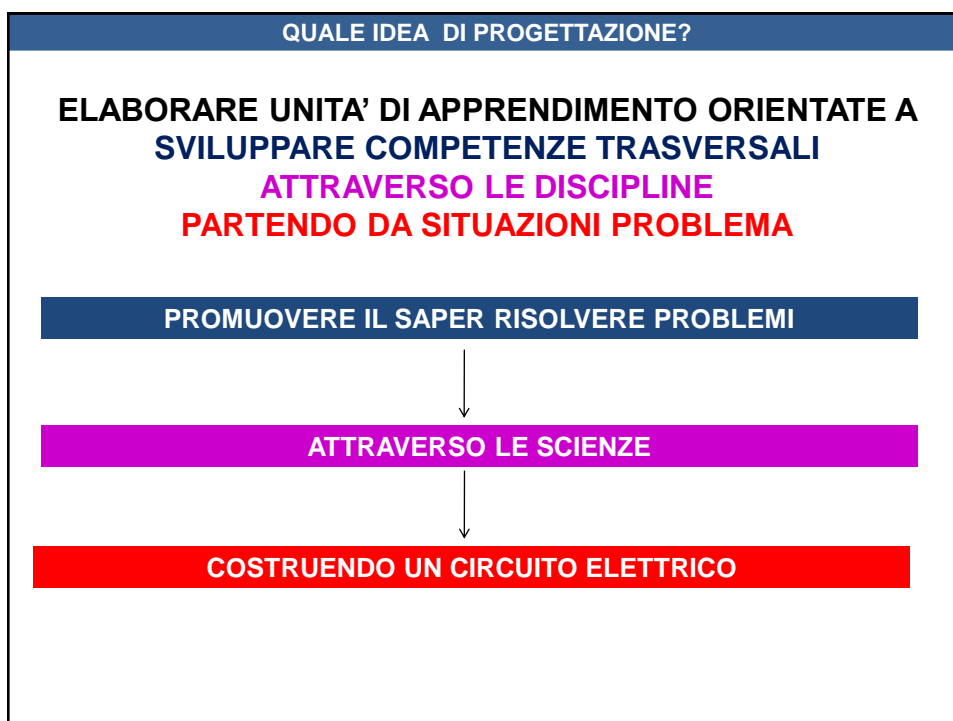 QUALE IDEA  DI PROGETTAZIONE?
ELABORARE UNITA’ DI APPRENDIMENTO ORIENTATE A
SVILUPPARE COMPETENZE TRASVERSALI
ATTRAVERSO LE DISCIPLINE
PARTENDO DA SITUAZIONI PROBLEMA
PROMUOVERE IL SAPER RISOLVERE PROBLEMI
ATTRAVERSO LE SCIENZE
COSTRUENDO UN CIRCUITO ELETTRICO